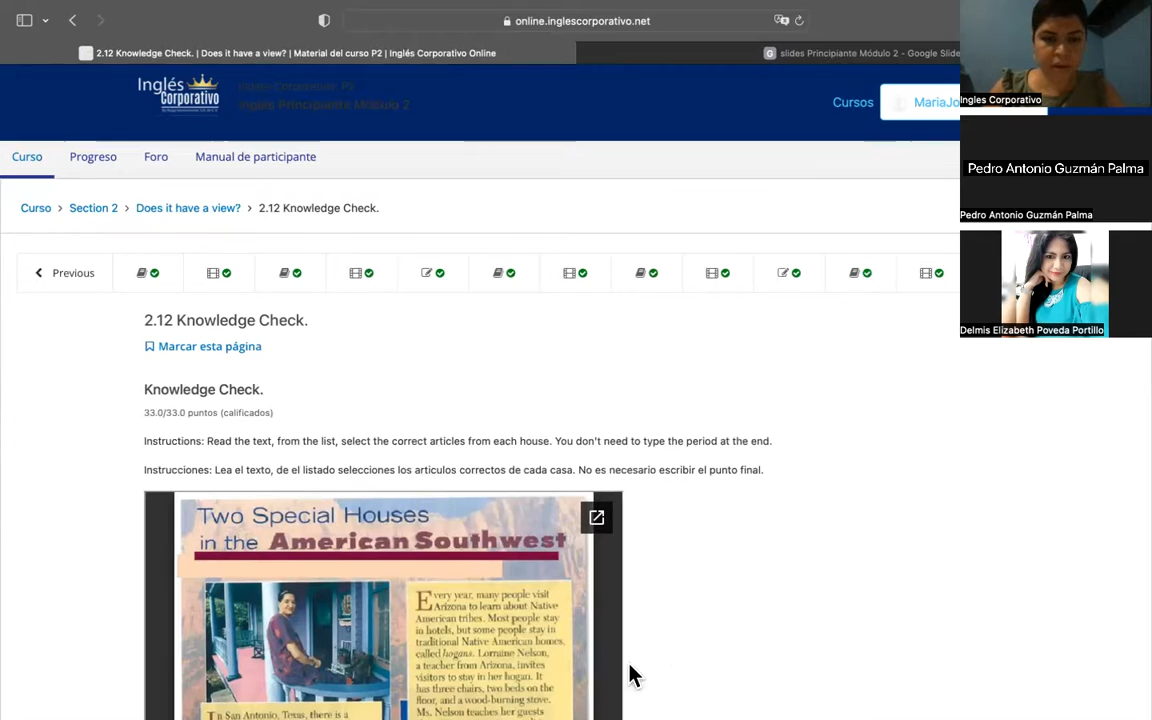 online.inglescorporativo.net
2.12 Knowledge Check. | Does it have a view? | Material del curso P2 | Inglés Corporativo Online
slides Principiante Módulo 2 - Google Slide
Inglés
Corporativo
Inglés Corporativo: P2
Inglés Principiante Módulo 2
Cursos
MariaJo
Ingles Corporativo
Pedro Antonio Guzmán Palma
Pedro Antonio Guzmán Palma
Delmis Elizabeth Poveda Portillo
Curso
Progreso
Foro
Manual de participante
Curso > Section 2 > Does it have a view? > 2.12 Knowledge Check.
Previous
2.12 Knowledge Check.
Marcar esta página
Knowledge Check.
33.0/33.0 puntos (calificados)
Instructions: Read the text, from the list, select the correct articles from each house. You don't need to type the period at the end.
Instrucciones: Lea el texto, de el listado selecciones los articulos correctos de cada casa. No es necesario escribir el punto final.
Two Special Houses
in the American Southwest
Every year, many people visit
Arizona to learn about Native
American tribes. Most people stay
in hotels, but some people stay in
traditional Native American homes,
called hogans. Lorraine Nelson,
a teacher from Arizona, invites
visitors to stay in her hogan. It
has three chairs, two beds on the
floor, and a wood-burning stove.
Ms. Nelson teaches her guests
In San Antonio, Texas, there is a